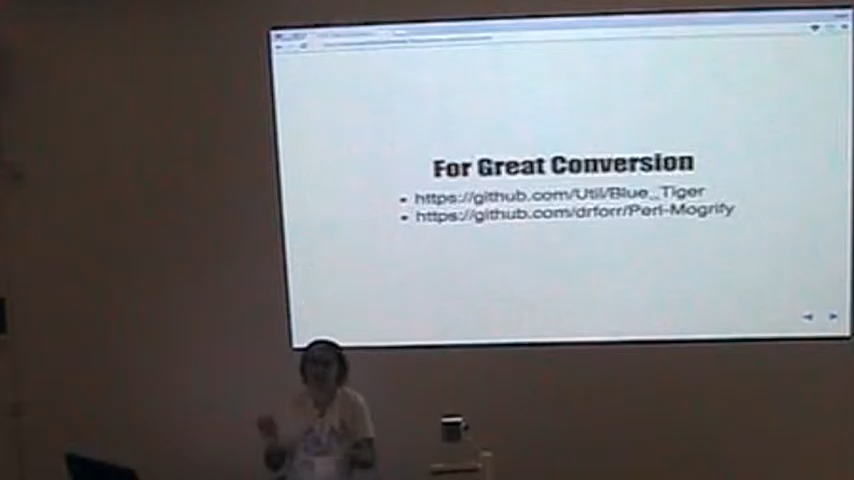 For Great Conversion
https://github.com/Util/Blue_Tiger
https://github.com/drforr/Perl-Mogrify